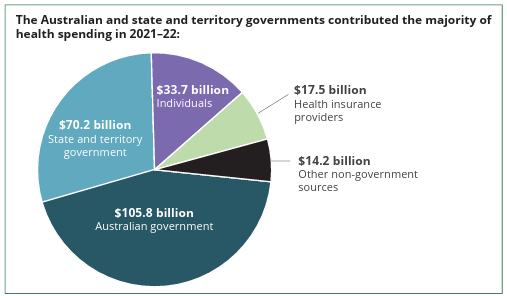 The Australian and state and territory governments contributed the majority of
health spending in 2021–22:
$33.7 billion
Individuals
$17.5 billion
Health insurance
providers
$70.2 billion
State and territory
government
$14.2 billion
Other non-government
sources
$105.8 billion
Australian government